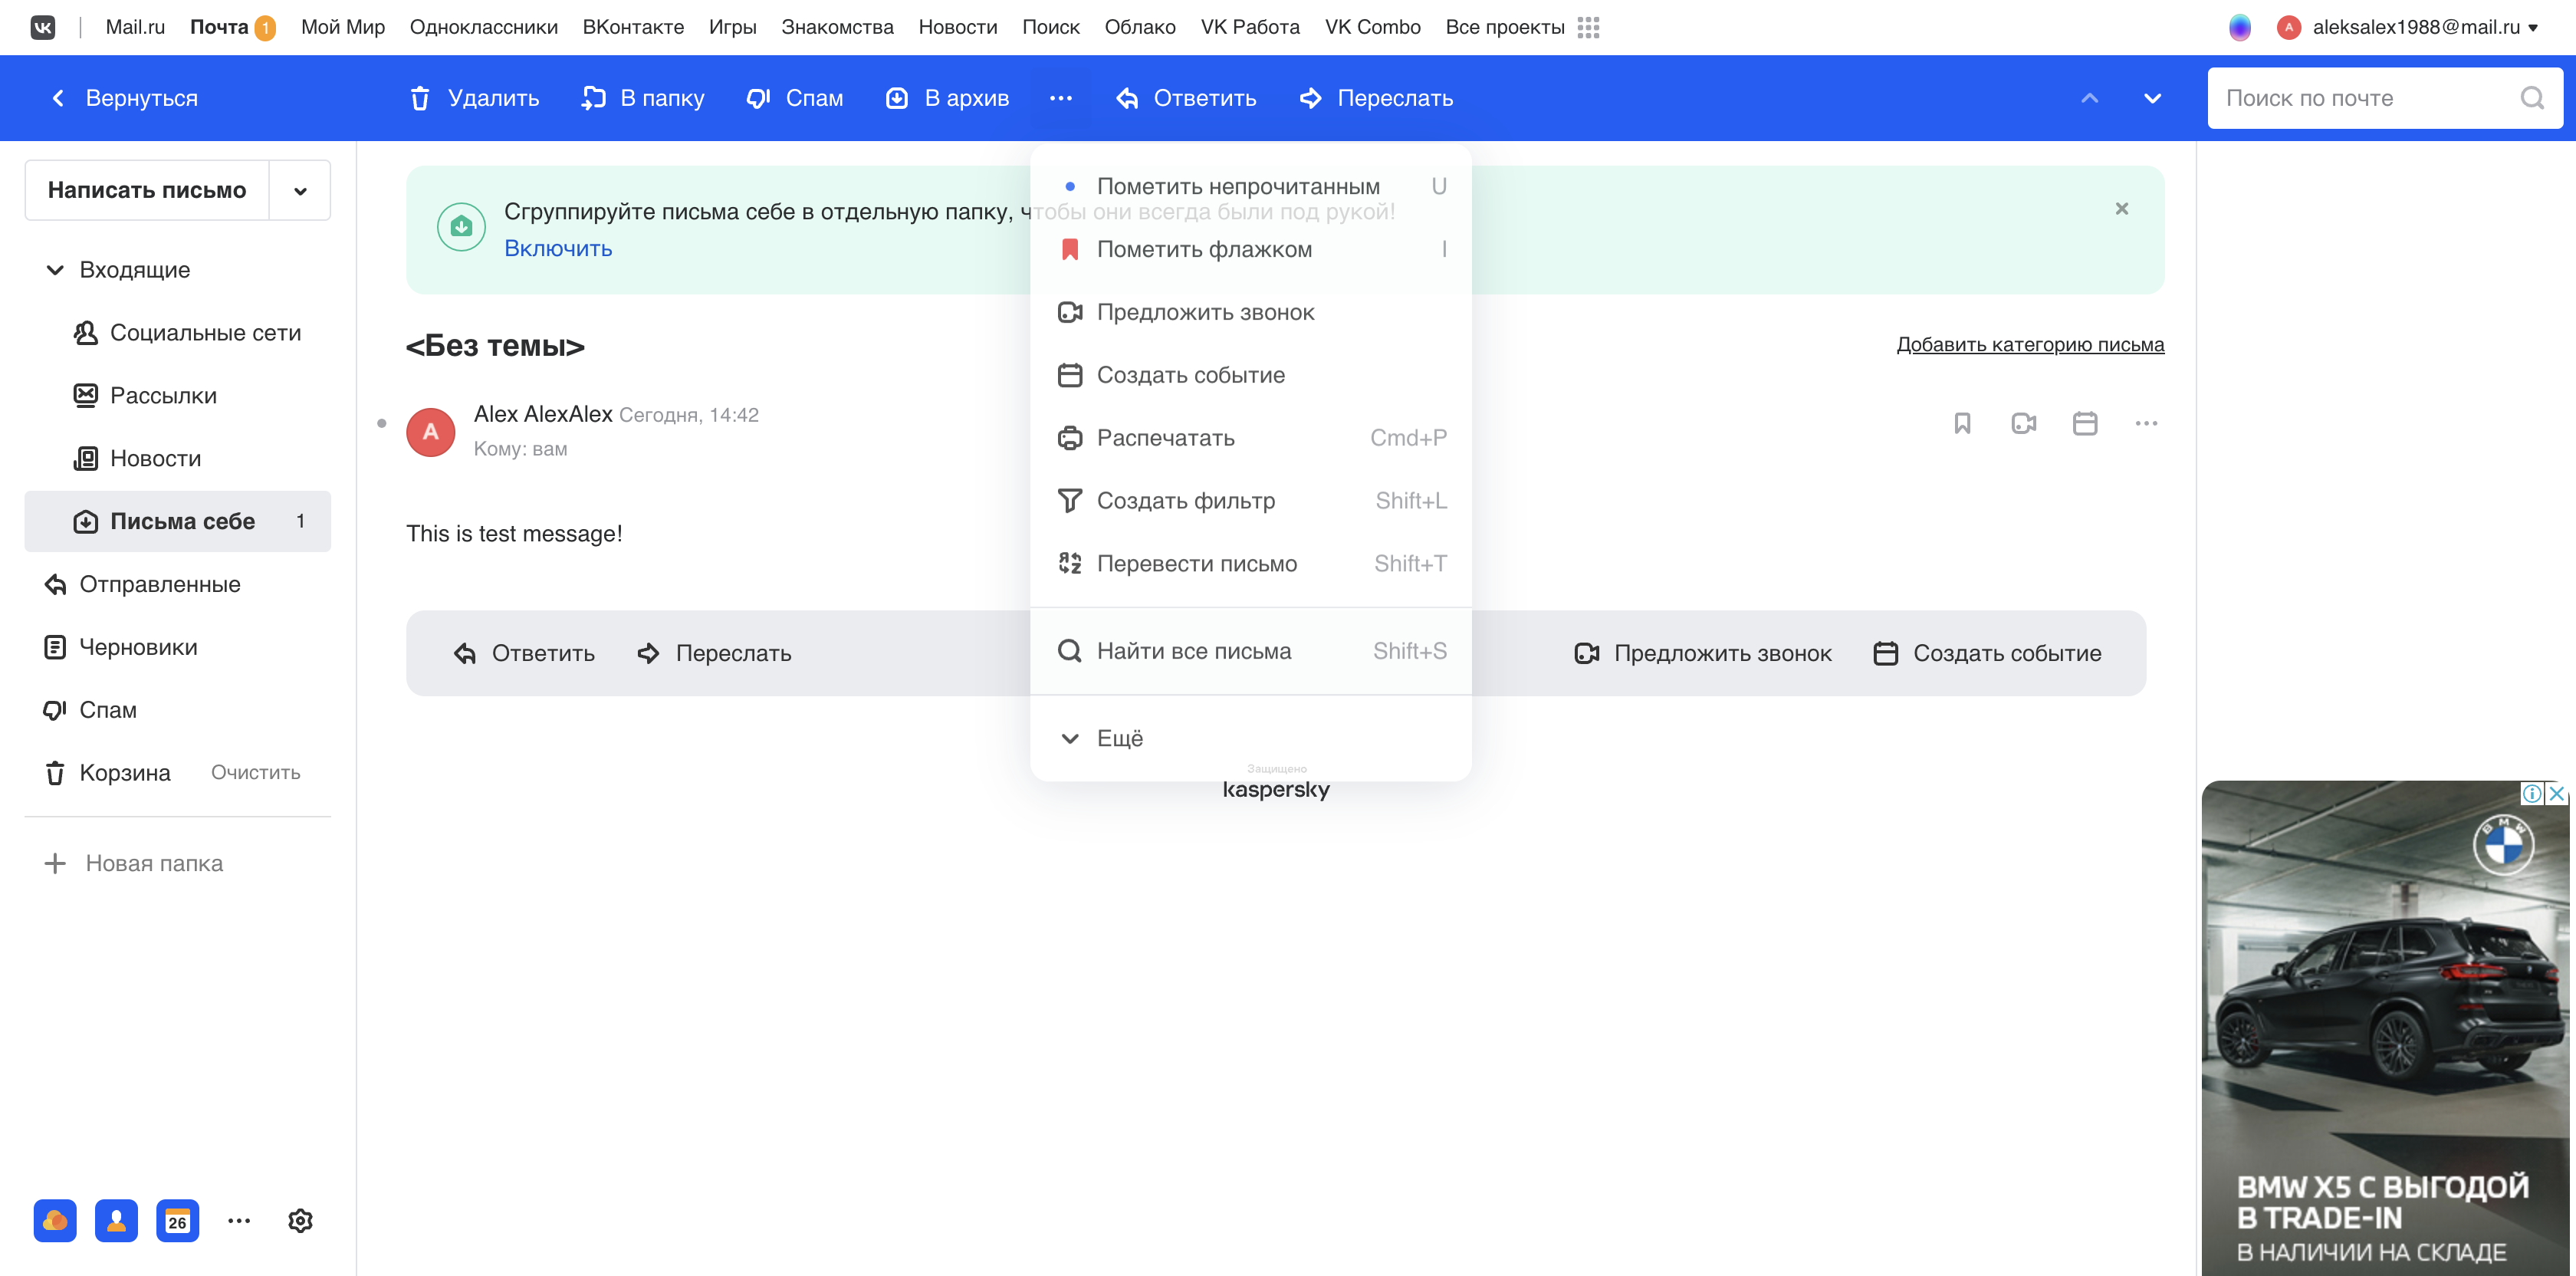 Mail.ru Почта 1 Мой Мир Одноклассники ВКонтакте Игры Знакомства Новости Поиск Облако VK Работа VK Combo Все проекты
A aleksalex1988@mail.ru
Вернуться Удалить В папку Спам В архив Ответить Переслать Поиск по почте
Написать письмо
Входящие
Социальные сети
Рассылки
Новости
Письма себе 1
Отправленные
Черновики
Спам
Корзина Очистить
Новая папка
26
Сгруппируйте письма себе в отдельную папку, чтобы они всегда были под рукой!
Включить
<Без темы>
Добавить категорию письма
A
Alex AlexAlex Сегодня, 14:42
Кому: вам
This is test message!
Ответить Переслать Предложить звонок Создать событие
Пометить непрочитанным U
Пометить флажком I
Предложить звонок
Создать событие
Распечатать Cmd+P
Создать фильтр Shift+L
Перевести письмо Shift+T
Найти все письма Shift+S
Ещё
Защищено
kaspersky
BMW
BMW X5 С ВЫГОДОЙ
В TRADE-IN
В НАЛИЧИИ НА СКЛАДЕ